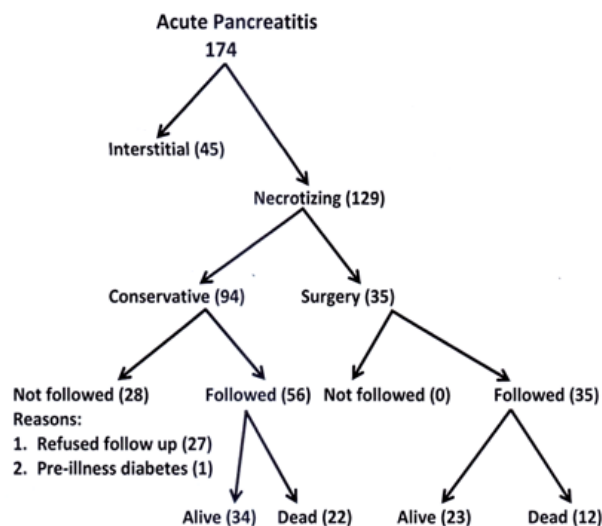 Acute Pancreatitis
174
Interstitial (45)
Necrotizing (129)
Conservative (94)
Surgery (35)
Not followed (28)
Followed (56)
Not followed (0)
Followed (35)
Reasons:
1. Refused follow up (27)
2. Pre-illness diabetes (1)
Alive (34)
Dead (22)
Alive (23)
Dead (12)